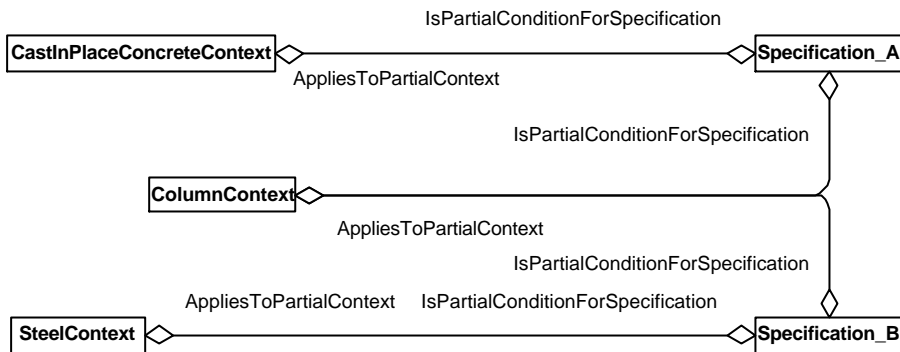 IsPartialConditionForSpecification
CastInPlaceConcreteContext
Specification_A
AppliesToPartialContext
IsPartialConditionForSpecification
ColumnContext
AppliesToPartialContext
IsPartialConditionForSpecification
AppliesToPartialContext IsPartialConditionForSpecification
SteelContext
Specification_B